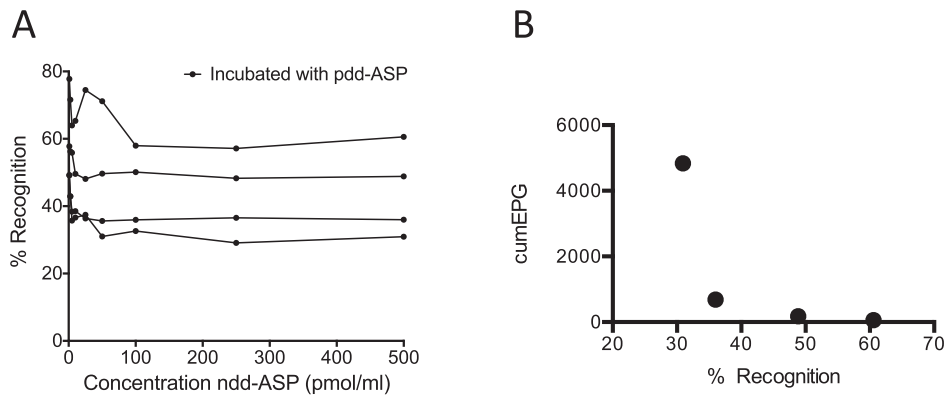 A
Incubated with pdd-ASP
% Recognition
80
60
40
20
0
0 100 200 300 400 500
Concentration ndd-ASP (pmol/ml)
B
cumEPG
6000
4000
2000
0
20 30 40 50 60 70
% Recognition